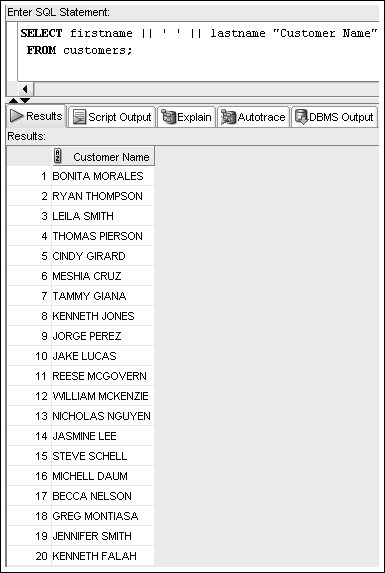 Enter SQL Statement:
SELECT firstname || ' ' || lastname "Customer Name"
FROM customers;
Results Script Output Explain Autotrace DBMS Output
Results:
Customer Name
1 BONITA MORALES
2 RYAN THOMPSON
3 LEILA SMITH
4 THOMAS PIERSON
5 CINDY GIRARD
6 MESHIA CRUZ
7 TAMMY GIANA
8 KENNETH JONES
9 JORGE PEREZ
10 JAKE LUCAS
11 REESE MCGOVERN
12 WILLIAM MCKENZIE
13 NICHOLAS NGUYEN
14 JASMINE LEE
15 STEVE SCHELL
16 MICHELL DAUM
17 BECCA NELSON
18 GREG MONTIASA
19 JENNIFER SMITH
20 KENNETH FALAH